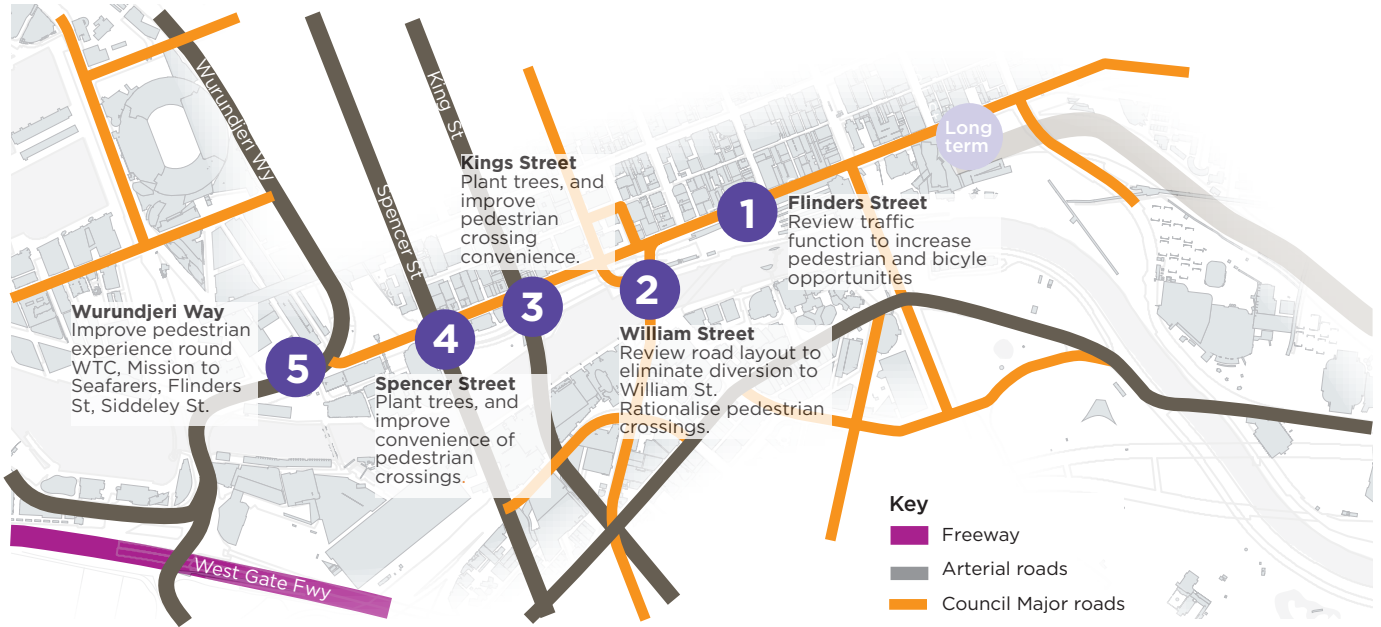 Wurundjeri Wy
Spencer St
King St
Long
term
Kings Street
Plant trees, and
improve
pedestrian
crossing
convenience.
1
Flinders Street
Review traffic
function to increase
pedestrian and bicyle
opportunities
2
3
William Street
Review road layout to
eliminate diversion to
William St.
Rationalise pedestrian
crossings.
4
Spencer Street
Plant trees, and
improve
convenience of
pedestrian
crossings.
5
Wurundjeri Way
Improve pedestrian
experience round
WTC, Mission to
Seafarers, Flinders
St, Siddeley St.
West Gate Fwy
Key
Freeway
Arterial roads
Council Major roads